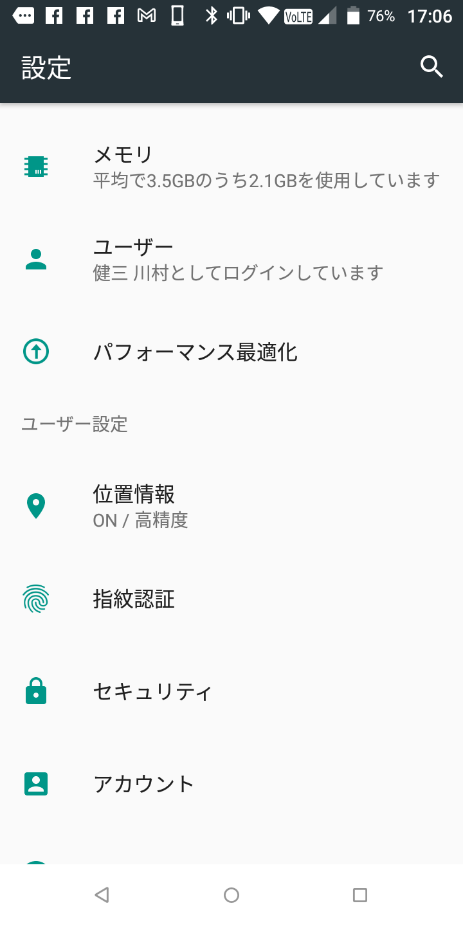 VoLTE 76% 17:06
設定
メモリ
平均で3.5GBのうち2.1GBを使用しています
ユーザー
健三 川村としてログインしています
パフォーマンス最適化
ユーザー設定
位置情報
ON / 高精度
指紋認証
セキュリティ
アカウント